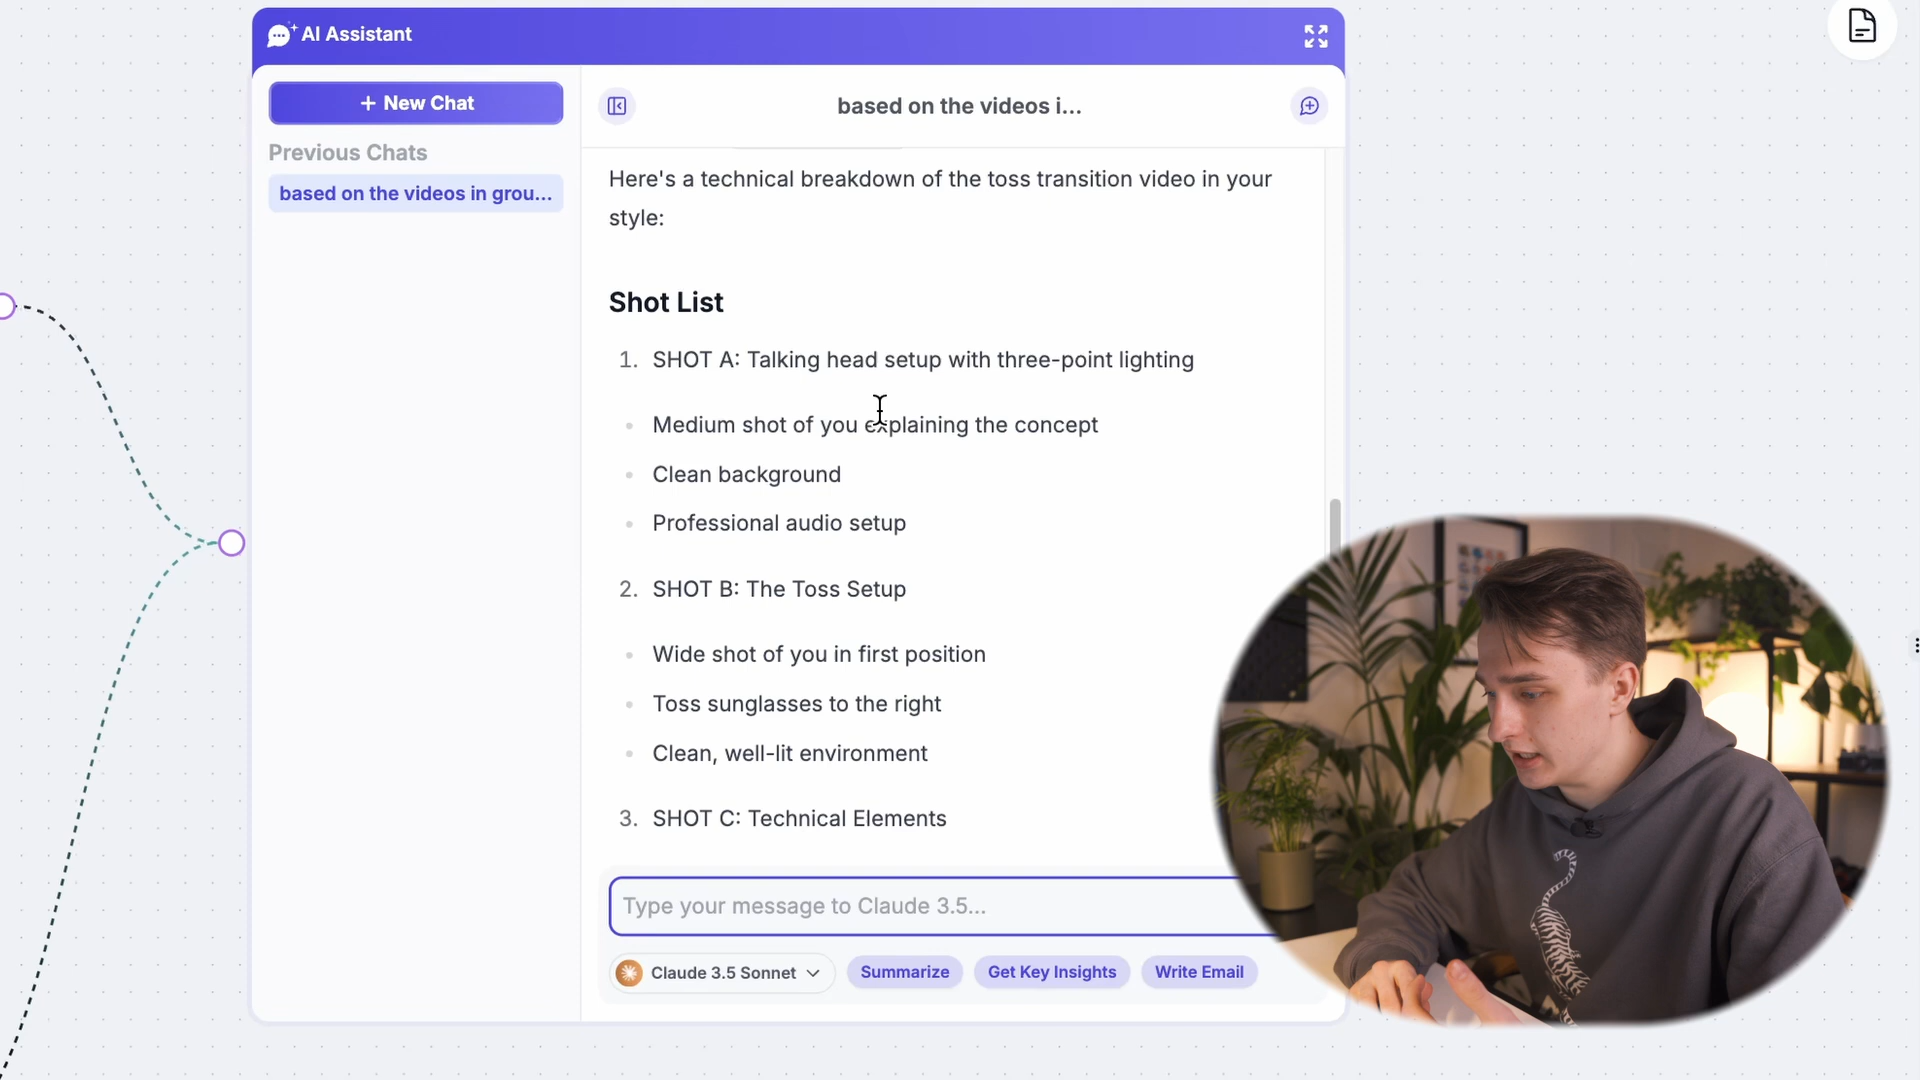 AI Assistant
+ New Chat
Previous Chats
based on the videos in grou...
based on the videos i...
Here's a technical breakdown of the toss transition video in your
style:
Shot List
1. SHOT A: Talking head setup with three-point lighting
• Medium shot of you explaining the concept
• Clean background
• Professional audio setup
2. SHOT B: The Toss Setup
• Wide shot of you in first position
• Toss sunglasses to the right
• Clean, well-lit environment
3. SHOT C: Technical Elements
Type your message to Claude 3.5...
Claude 3.5 Sonnet
Summarize
Get Key Insights
Write Email